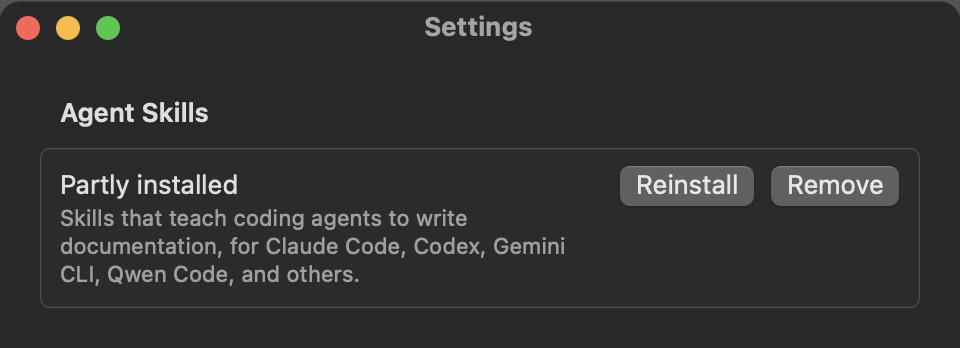 Settings
Agent Skills
Partly installed
Reinstall
Remove
Skills that teach coding agents to write
documentation, for Claude Code, Codex, Gemini
CLI, Qwen Code, and others.